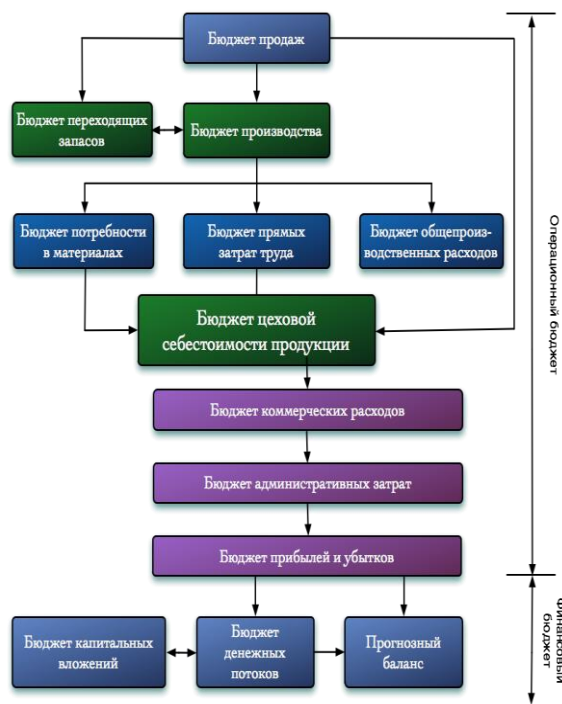 Бюджет продаж
Бюджет переходящих
запасов
Бюджет производства
Бюджет потребности
в материалах
Бюджет прямых
затрат труда
Бюджет общепроиз-
водственных расходов
Бюджет цеховой
себестоимости продукции
Бюджет коммерческих расходов
Бюджет административных затрат
Бюджет прибылей и убытков
Бюджет капитальных
вложений
Бюджет
денежных
потоков
Прогнозный
баланс
Операционный бюджет
Финансовый
бюджет